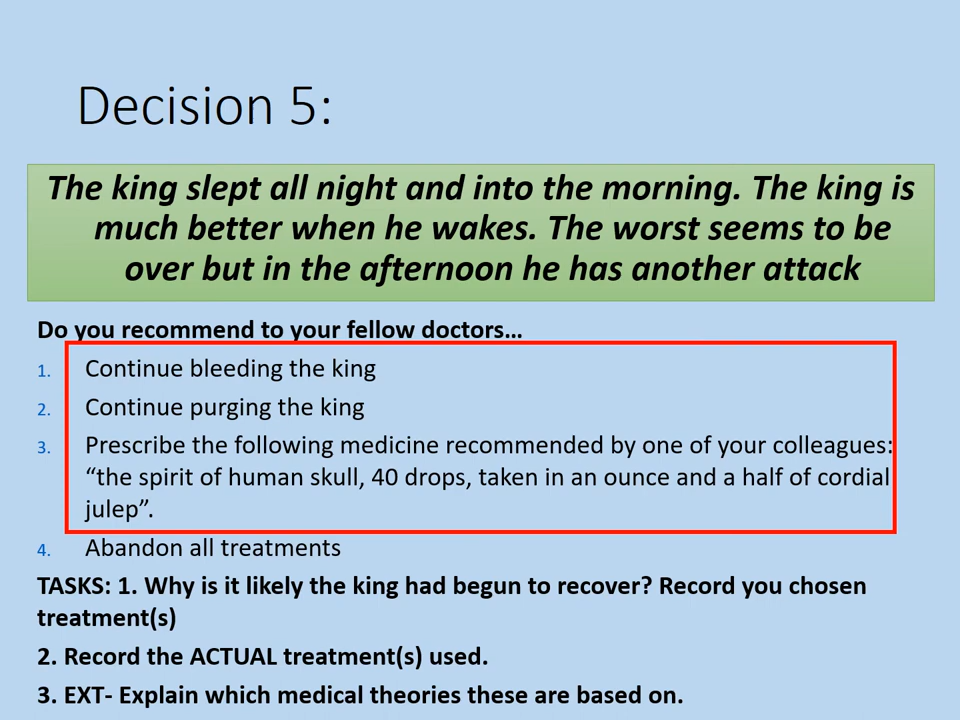 Decision 5:
The king slept all night and into the morning. The king is
much better when he wakes. The worst seems to be
over but in the afternoon he has another attack
Do you recommend to your fellow doctors…
1. Continue bleeding the king
2. Continue purging the king
3. Prescribe the following medicine recommended by one of your colleagues:
“the spirit of human skull, 40 drops, taken in an ounce and a half of cordial
julep”.
4. Abandon all treatments
TASKS: 1. Why is it likely the king had begun to recover? Record you chosen
treatment(s)
2. Record the ACTUAL treatment(s) used.
3. EXT- Explain which medical theories these are based on.